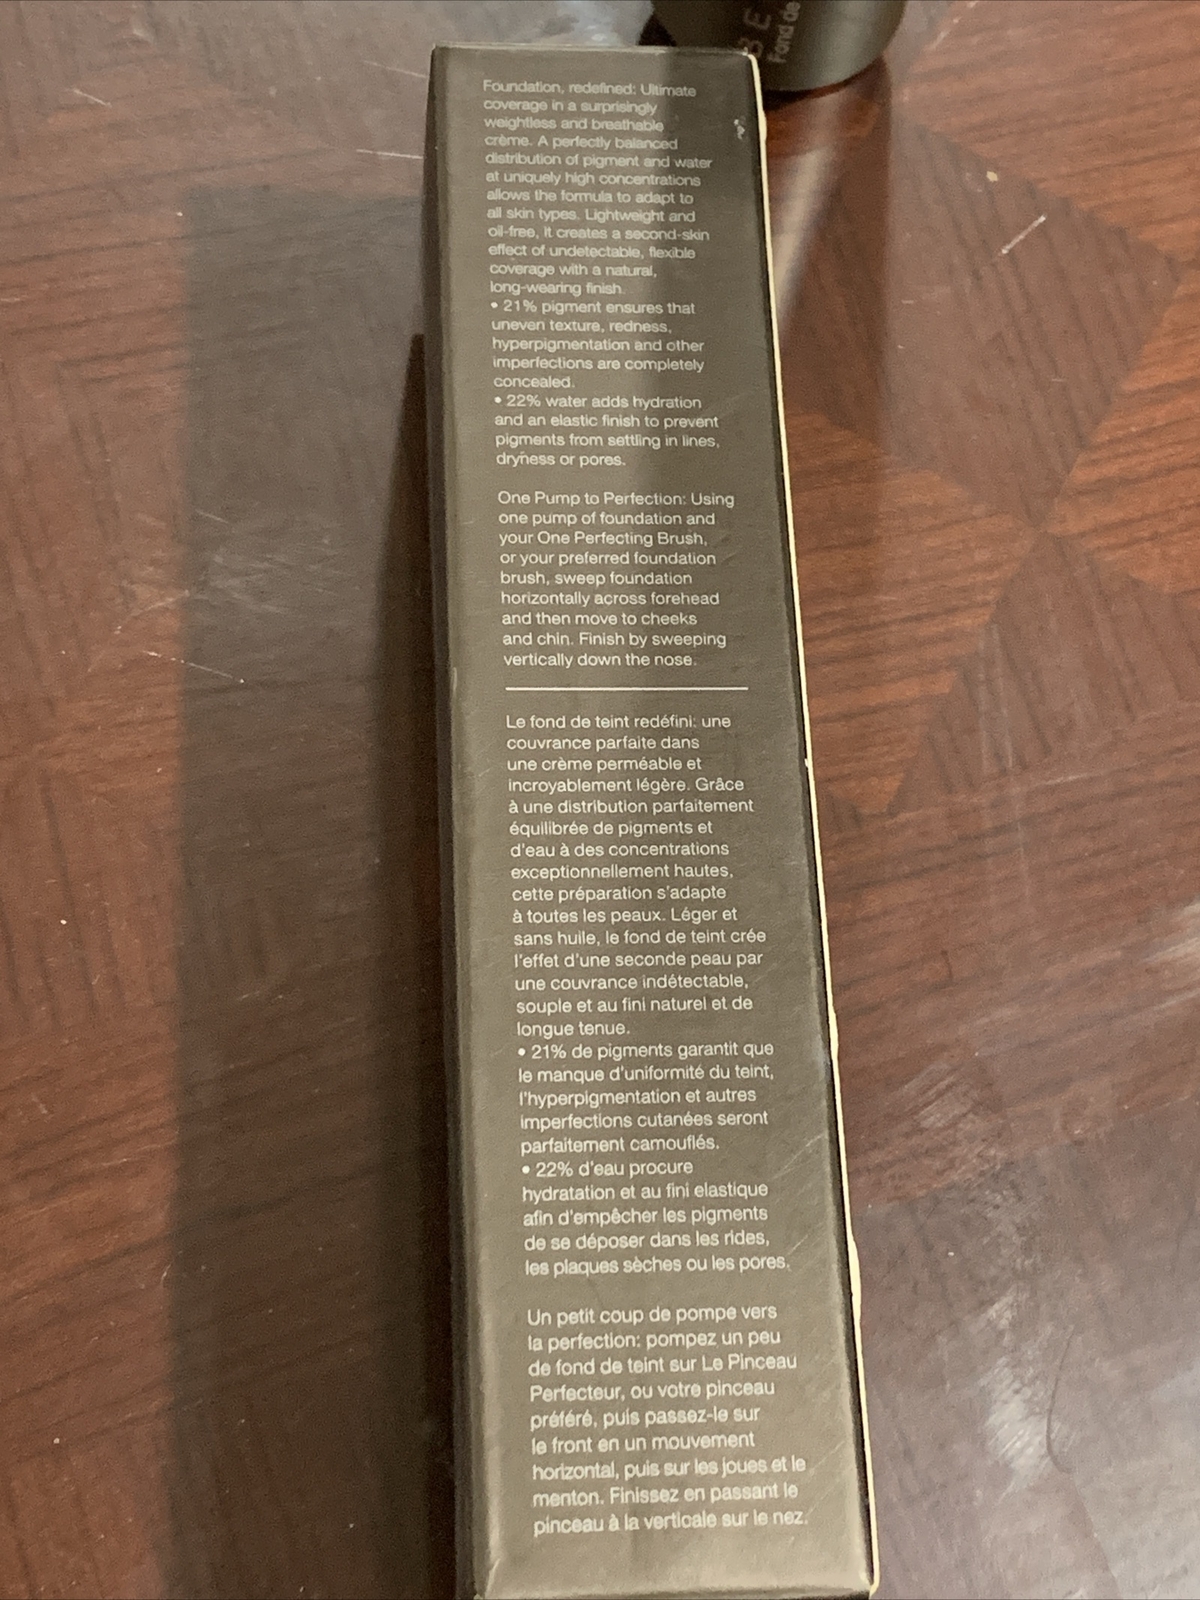 BE
Fond de
Foundation, redefined: Ultimate
coverage in a surprisingly
weightless and breathable
crème. A perfectly balanced
distribution of pigment and water
at uniquely high concentrations
allows the formula to adapt to
all skin types. Lightweight and
oil-free, it creates a second-skin
effect of undetectable, flexible
coverage with a natural,
long-wearing finish.
• 21% pigment ensures that
uneven texture, redness,
hyperpigmentation and other
imperfections are completely
concealed.
• 22% water adds hydration
and an elastic finish to prevent
pigments from settling in lines,
dryness or pores.
One Pump to Perfection: Using
one pump of foundation and
your One Perfecting Brush,
or your preferred foundation
brush, sweep foundation
horizontally across forehead
and then move to cheeks
and chin. Finish by sweeping
vertically down the nose.
Le fond de teint redéfini: une
couvrance parfaite dans
une crème perméable et
incroyablement légère. Grâce
à une distribution parfaitement
équilibrée de pigments et
d'eau à des concentrations
exceptionnellement hautes,
cette préparation s'adapte
à toutes les peaux. Léger et
sans huile, le fond de teint crée
l'effet d'une seconde peau par
une couvrance indétectable,
souple et au fini naturel et de
longue tenue.
• 21% de pigments garantit que
le manque d'uniformité du teint,
l'hyperpigmentation et autres
imperfections cutanées seront
parfaitement camouflés.
• 22% d'eau procure
hydratation et au fini elastique
afin d'empêcher les pigments
de se déposer dans les rides,
les plaques sèches ou les pores.
Un petit coup de pompe vers
la perfection: pompez un peu
de fond de teint sur Le Pinceau
Perfecteur, ou votre pinceau
préféré, puis passez-le sur
le front en un mouvement
horizontal, puis sur les joues et le
menton. Finissez en passant le
pinceau à la verticale sur le nez.